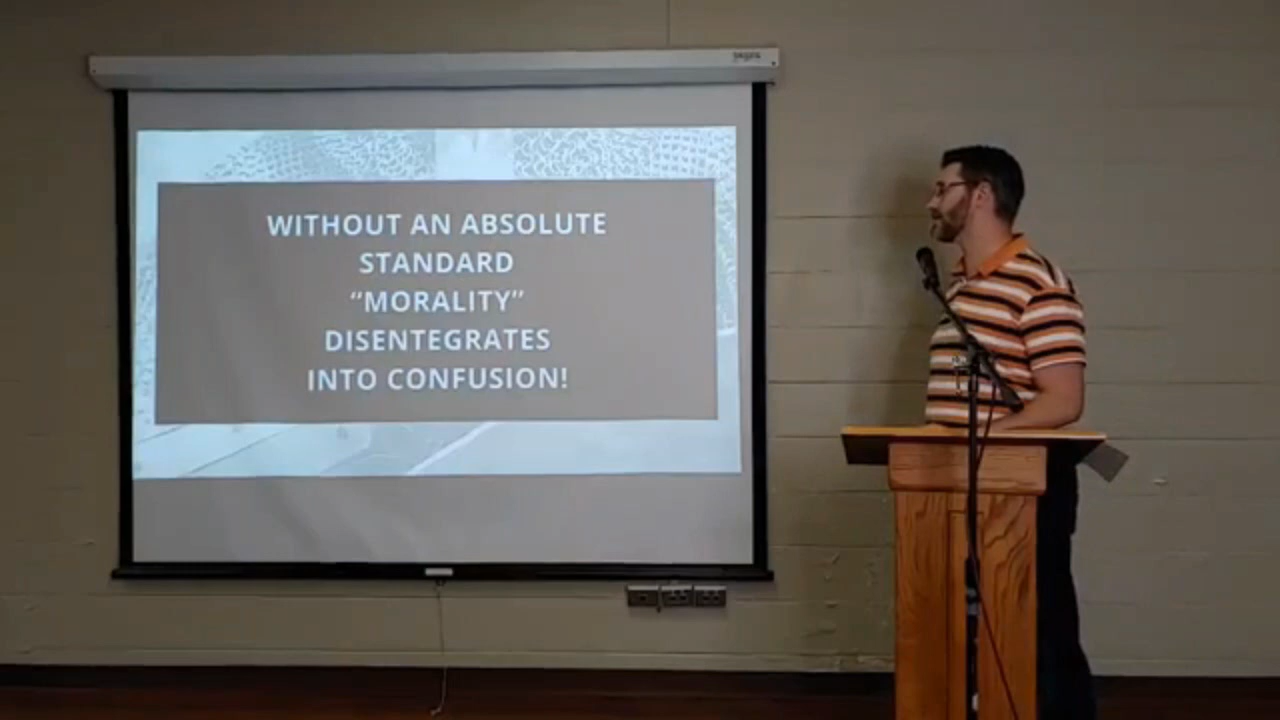 WITHOUT AN ABSOLUTE
STANDARD
“MORALITY”
DISENTEGRATES
INTO CONFUSION!